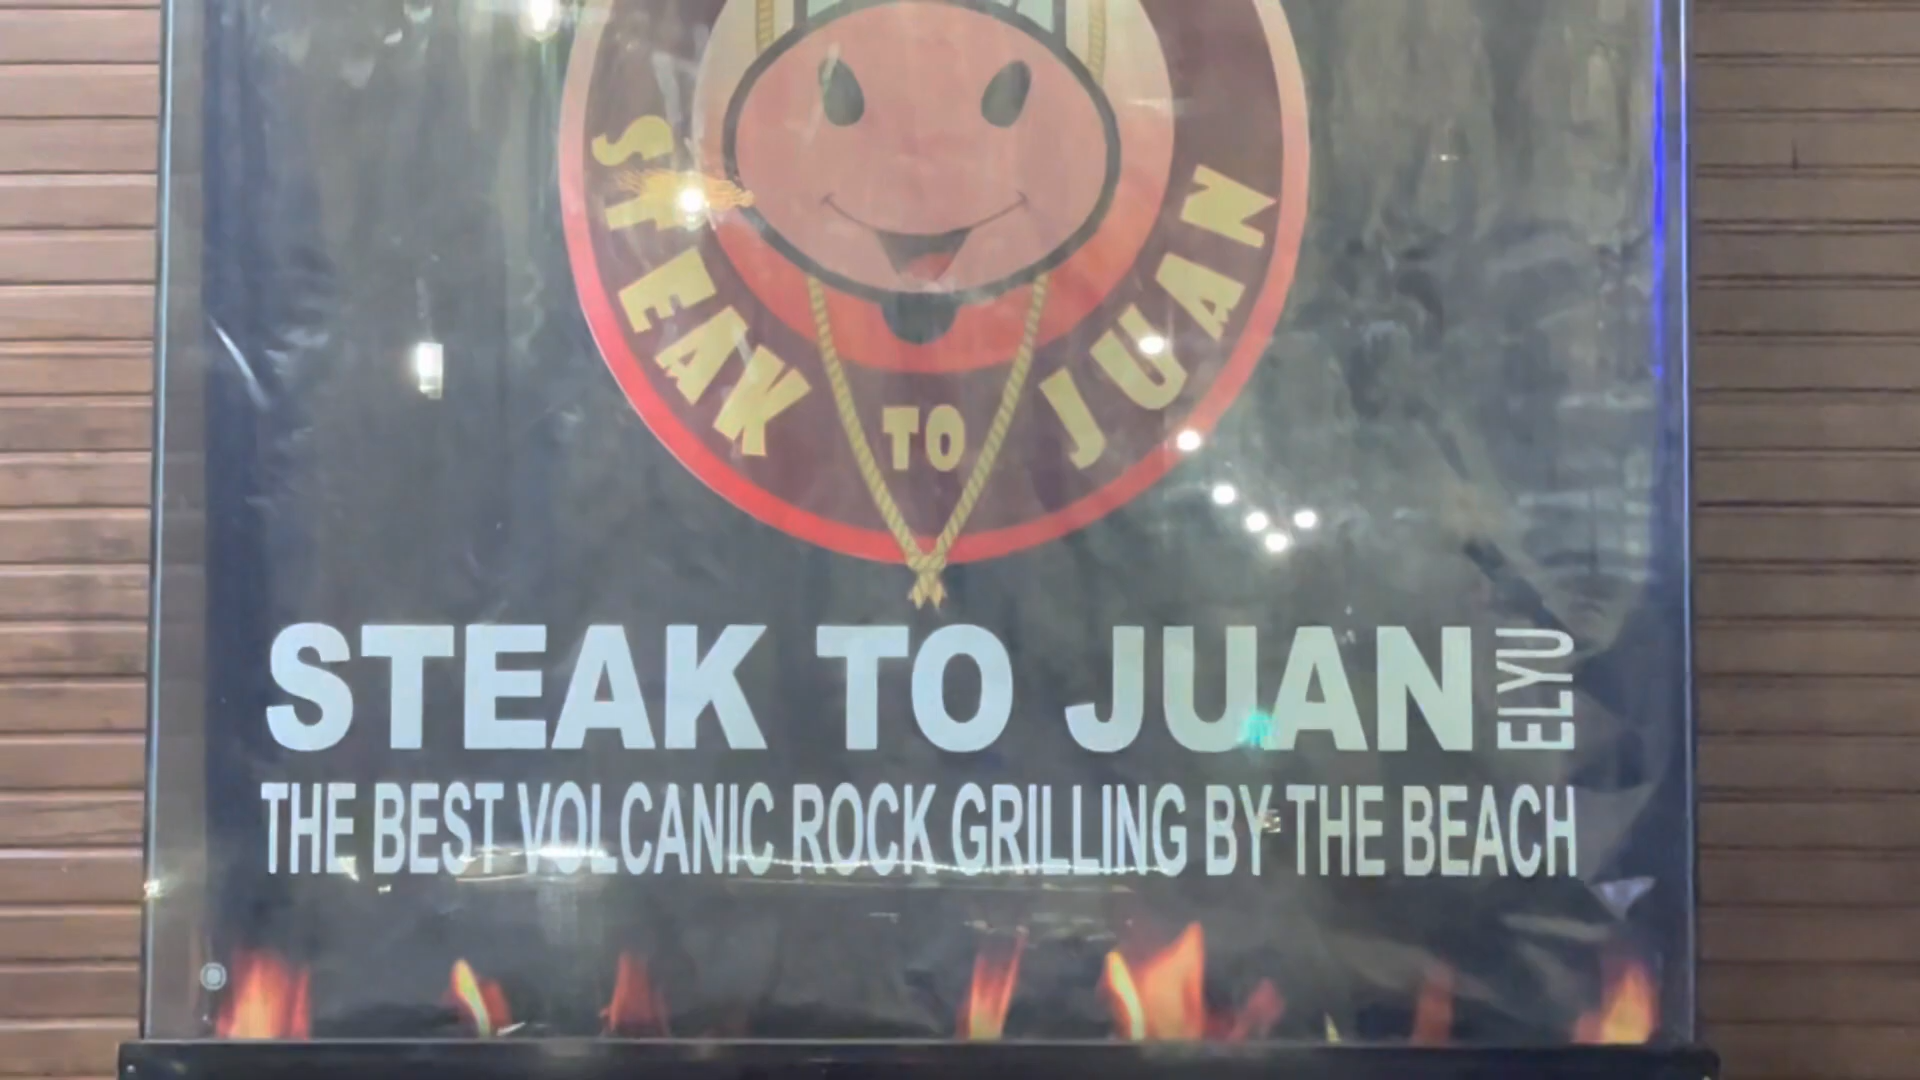 STEAK TO JUAN
STEAK TO JUAN ELYU
THE BEST VOLCANIC ROCK GRILLING BY THE BEACH